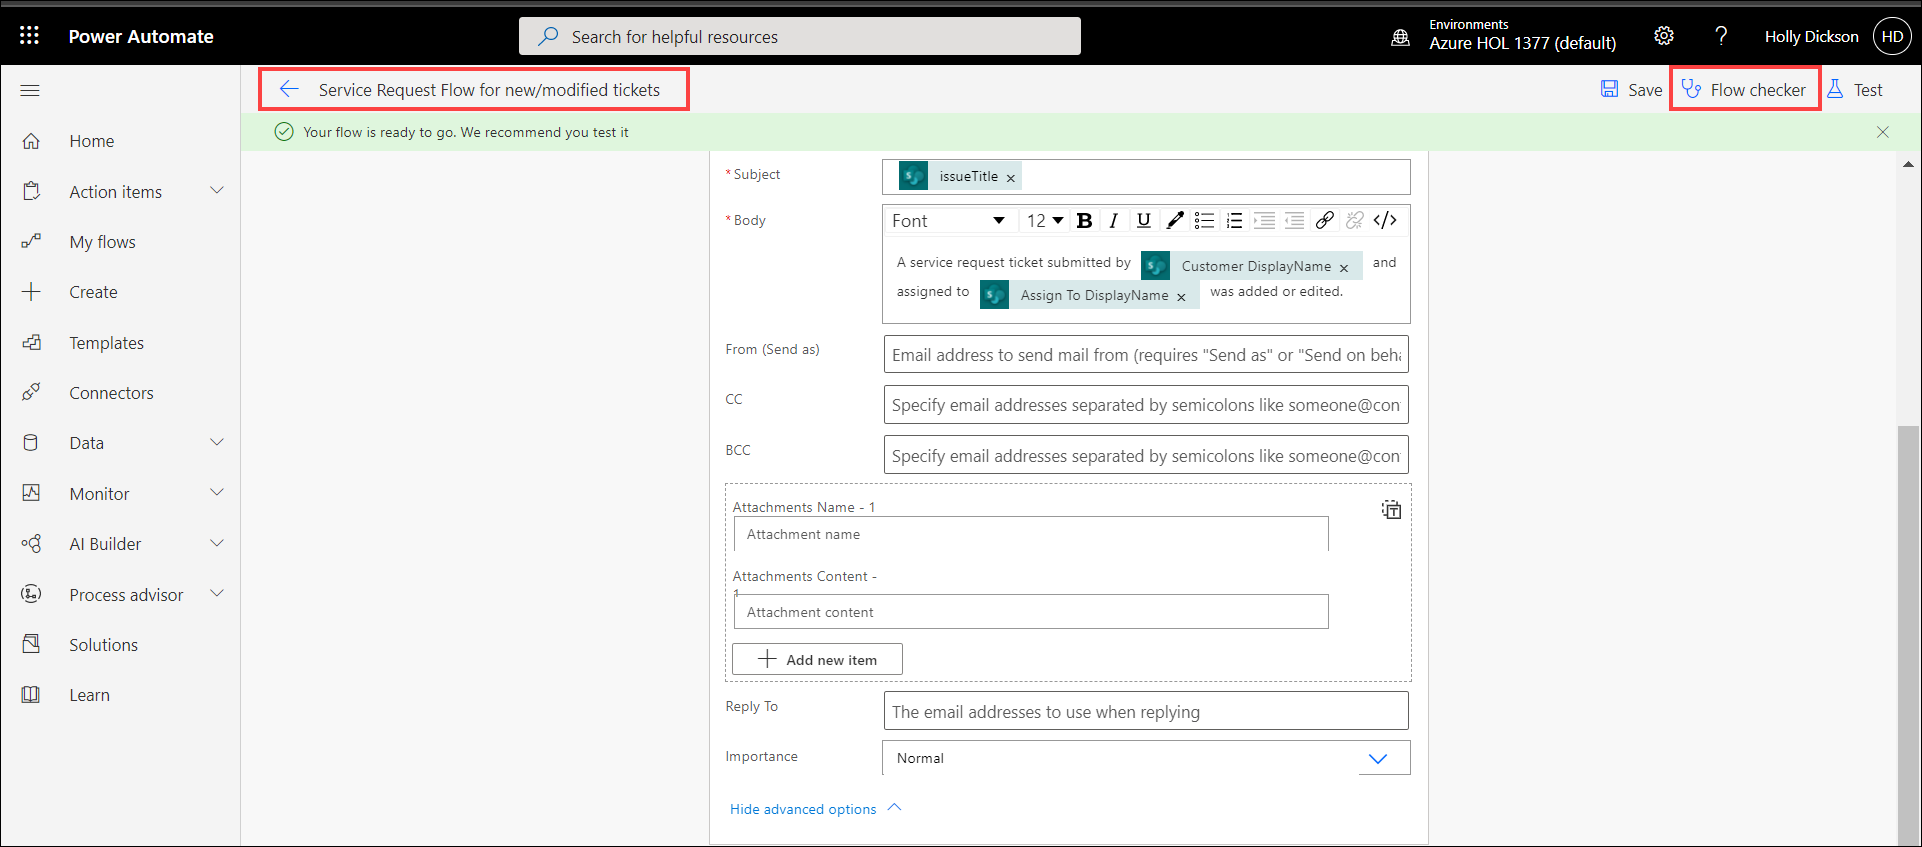 Power Automate
Search for helpful resources
Environments
Azure HOL 1377 (default)
?
Holly Dickson
HD
Service Request Flow for new/modified tickets
Save
Flow checker
Test
Your flow is ready to go. We recommend you test it
Home
Action items
My flows
Create
Templates
Connectors
Data
Monitor
AI Builder
Process advisor
Solutions
Learn
* Subject
issueTitle ×
* Body
Font
12
B I U </>
A service request ticket submitted by Customer DisplayName × and
assigned to Assign To DisplayName × was added or edited.
From (Send as)
Email address to send mail from (requires "Send as" or "Send on beha
CC
Specify email addresses separated by semicolons like someone@con
BCC
Specify email addresses separated by semicolons like someone@con
Attachments Name - 1
Attachment name
Attachments Content -
1
Attachment content
Add new item
Reply To
The email addresses to use when replying
Importance
Normal
Hide advanced options